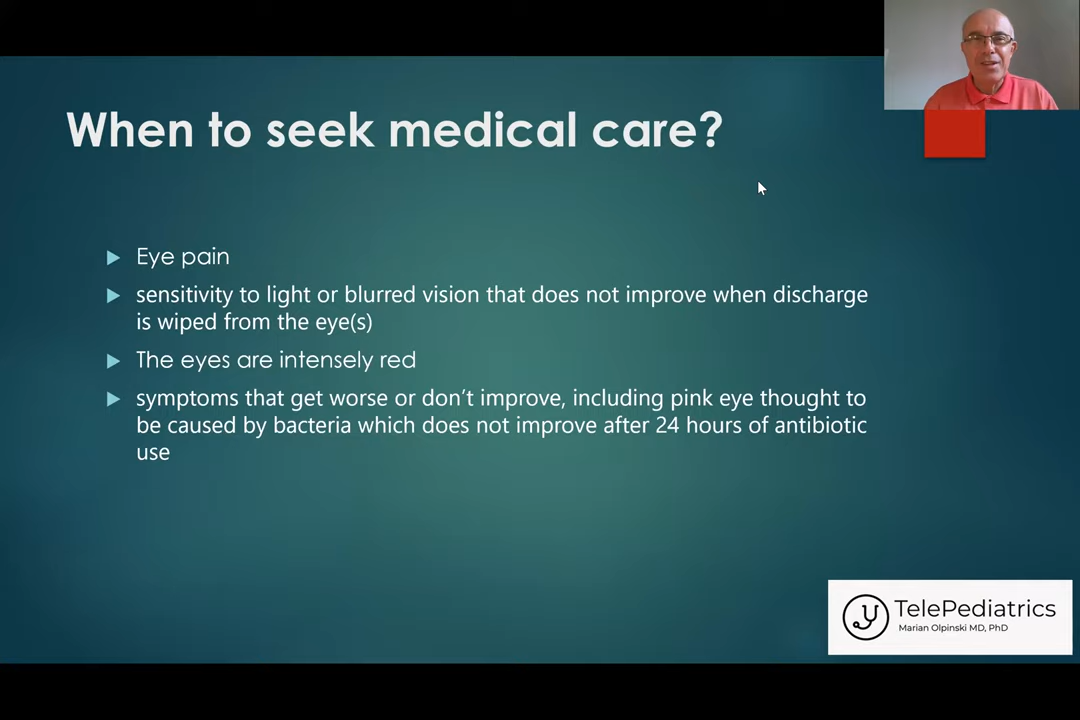 When to seek medical care?
Eye pain
sensitivity to light or blurred vision that does not improve when discharge
is wiped from the eye(s)
The eyes are intensely red
symptoms that get worse or don’t improve, including pink eye thought to
be caused by bacteria which does not improve after 24 hours of antibiotic
use
TelePediatrics
Marian Olpinski MD, PhD